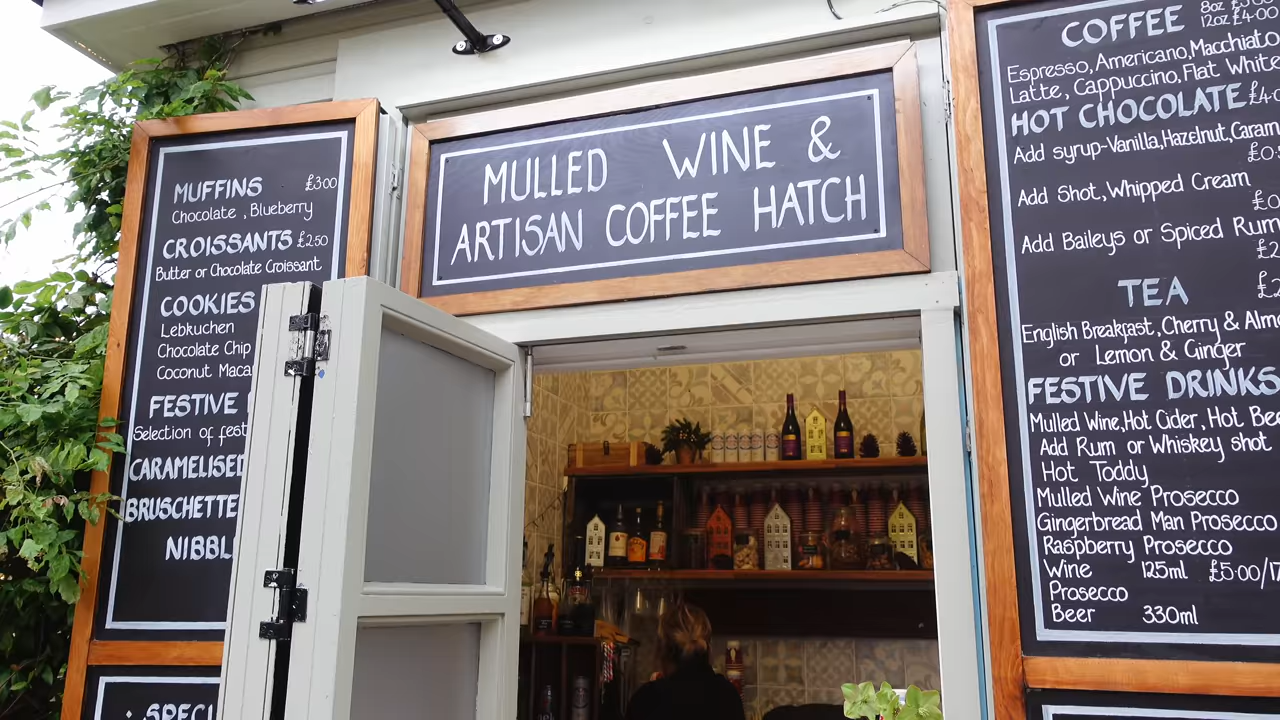 MUFFINS £3.00
Chocolate, Blueberry
CROISSANTS £2.50
Butter or Chocolate Croissant
COOKIES
Lebkuchen
Chocolate Chip
Coconut
FESTIVE
Selection of
CARAMELISED
MULLED WINE &
ARTISAN COFFEE HATCH
COFFEE 8oz
12oz £4.00
Espresso, Americano, Macchiato
Latte, Cappuccino, Flat White
HOT CHOCOLATE
Add syrup-Vanilla, Hazelnut,
Add Shot, Whipped Cream
Add Baileys or Spiced Rum
TEA
English Breakfast, Cherry &
or Lemon & Ginger
FESTIVE DRINKS
Mulled Wine, Hot Cider, Hot
Add Rum or Whiskey shot
Hot Toddy
Mulled Wine Prosecco
Gingerbread Man Prosecco
Raspberry Prosecco
Wine 125ml £5.00/
Prosecco
Beer 330ml